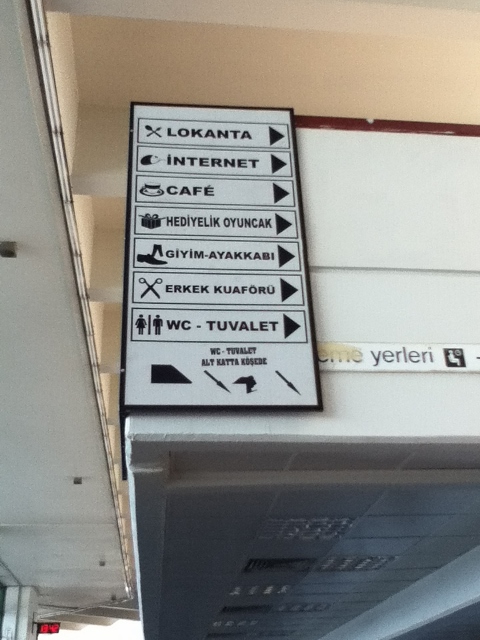 LOKANTA
İNTERNET
CAFÉ
HEDİYELİK OYUNCAK
GİYİM-AYAKKABI
ERKEK KUAFÖRÜ
WC - TUVALET
WC - TUVALET
ALT KATTA KÖŞEDE
eme yerleri